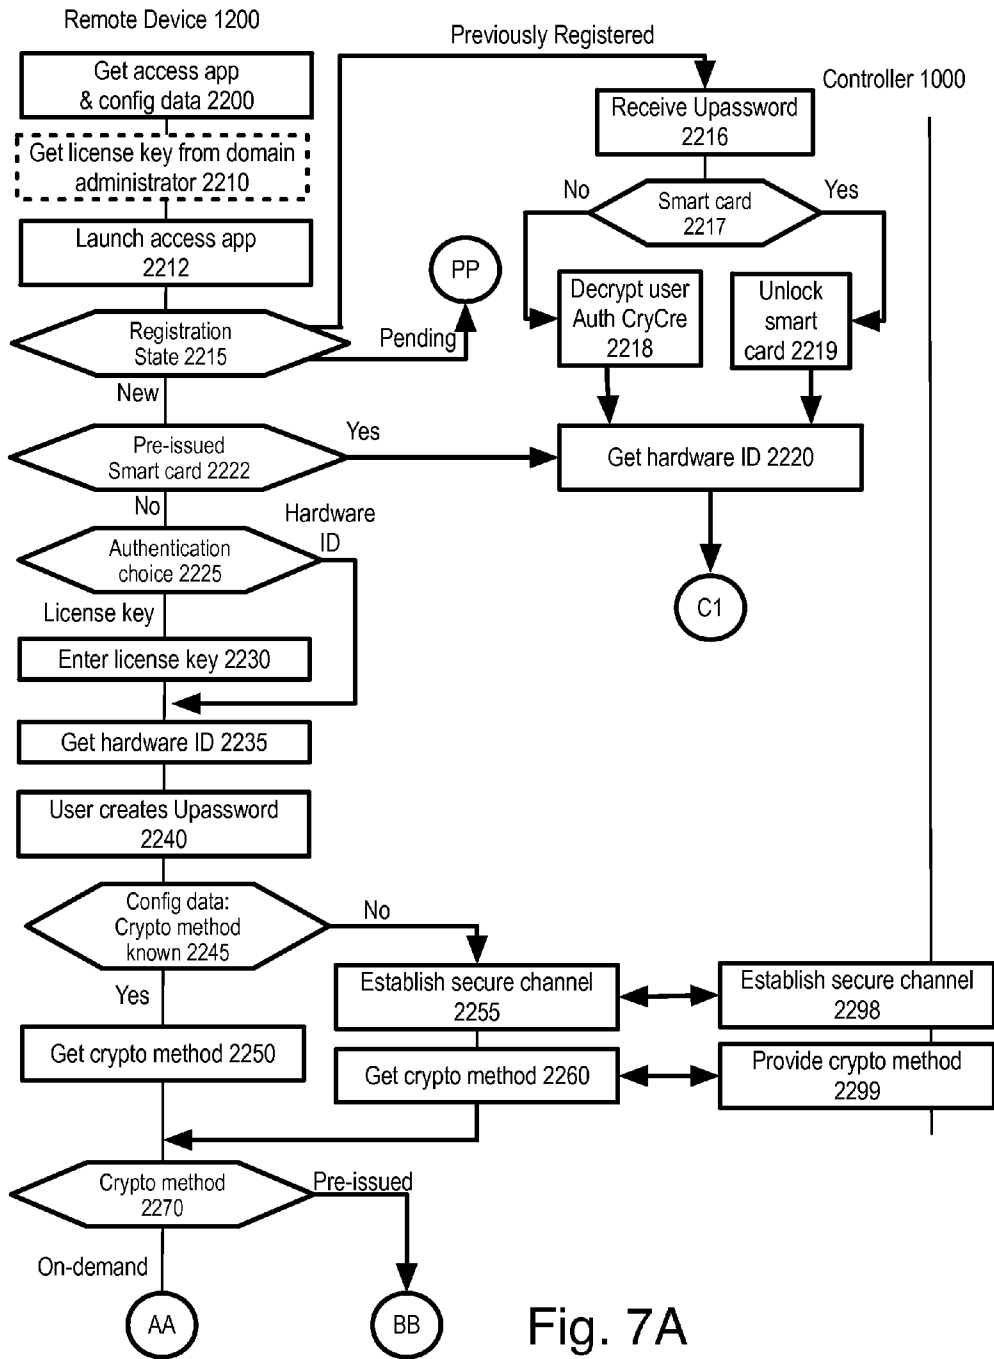 Remote Device 1200
Previously Registered
Controller 1000
Get access app
& config data 2200
Receive Upassword
2216
Get license key from domain
administrator 2210
No
Yes
Smart card
2217
Launch access app
2212
PP
Decrypt user
Auth CryCre
2218
Unlock
smart
card 2219
Registration
State 2215
Pending
New
Pre-issued
Smart card 2222
Yes
Get hardware ID 2220
No
Hardware
ID
Authentication
choice 2225
C1
License key
Enter license key 2230
Get hardware ID 2235
User creates Upassword
2240
Config data:
Crypto method
known 2245
No
Establish secure channel
2255
Establish secure channel
2298
Yes
Get crypto method 2250
Get crypto method 2260
Provide crypto method
2299
Crypto method
2270
Pre-issued
On-demand
AA
BB
Fig. 7A